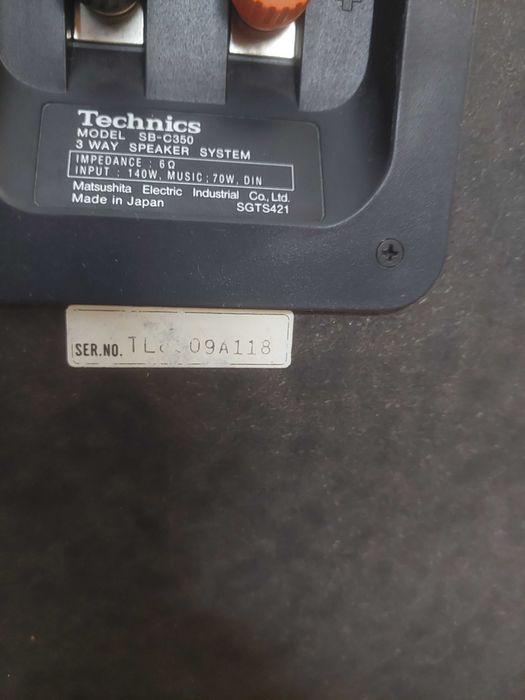 +
Technics
MODEL SB-C350
3 WAY SPEAKER SYSTEM
IMPEDANCE : 6Ω
INPUT : 140W, MUSIC ; 70W, DIN
Matsushita Electric Industrial Co., Ltd.
Made in Japan SGTS421
SER.NO.